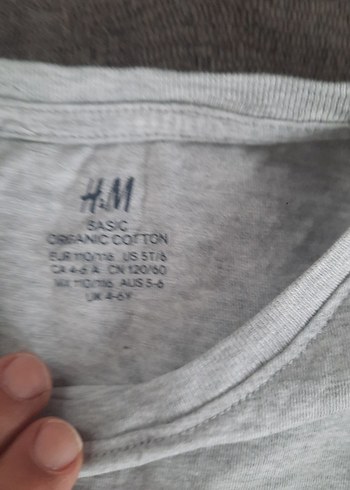 H&M
BASIC
ORGANIC COTTON
EUR 110/116 US 5T/6
CA 4-6 A CN 120/60
MX 110/116 AUS 5-6
UK 4-6Y